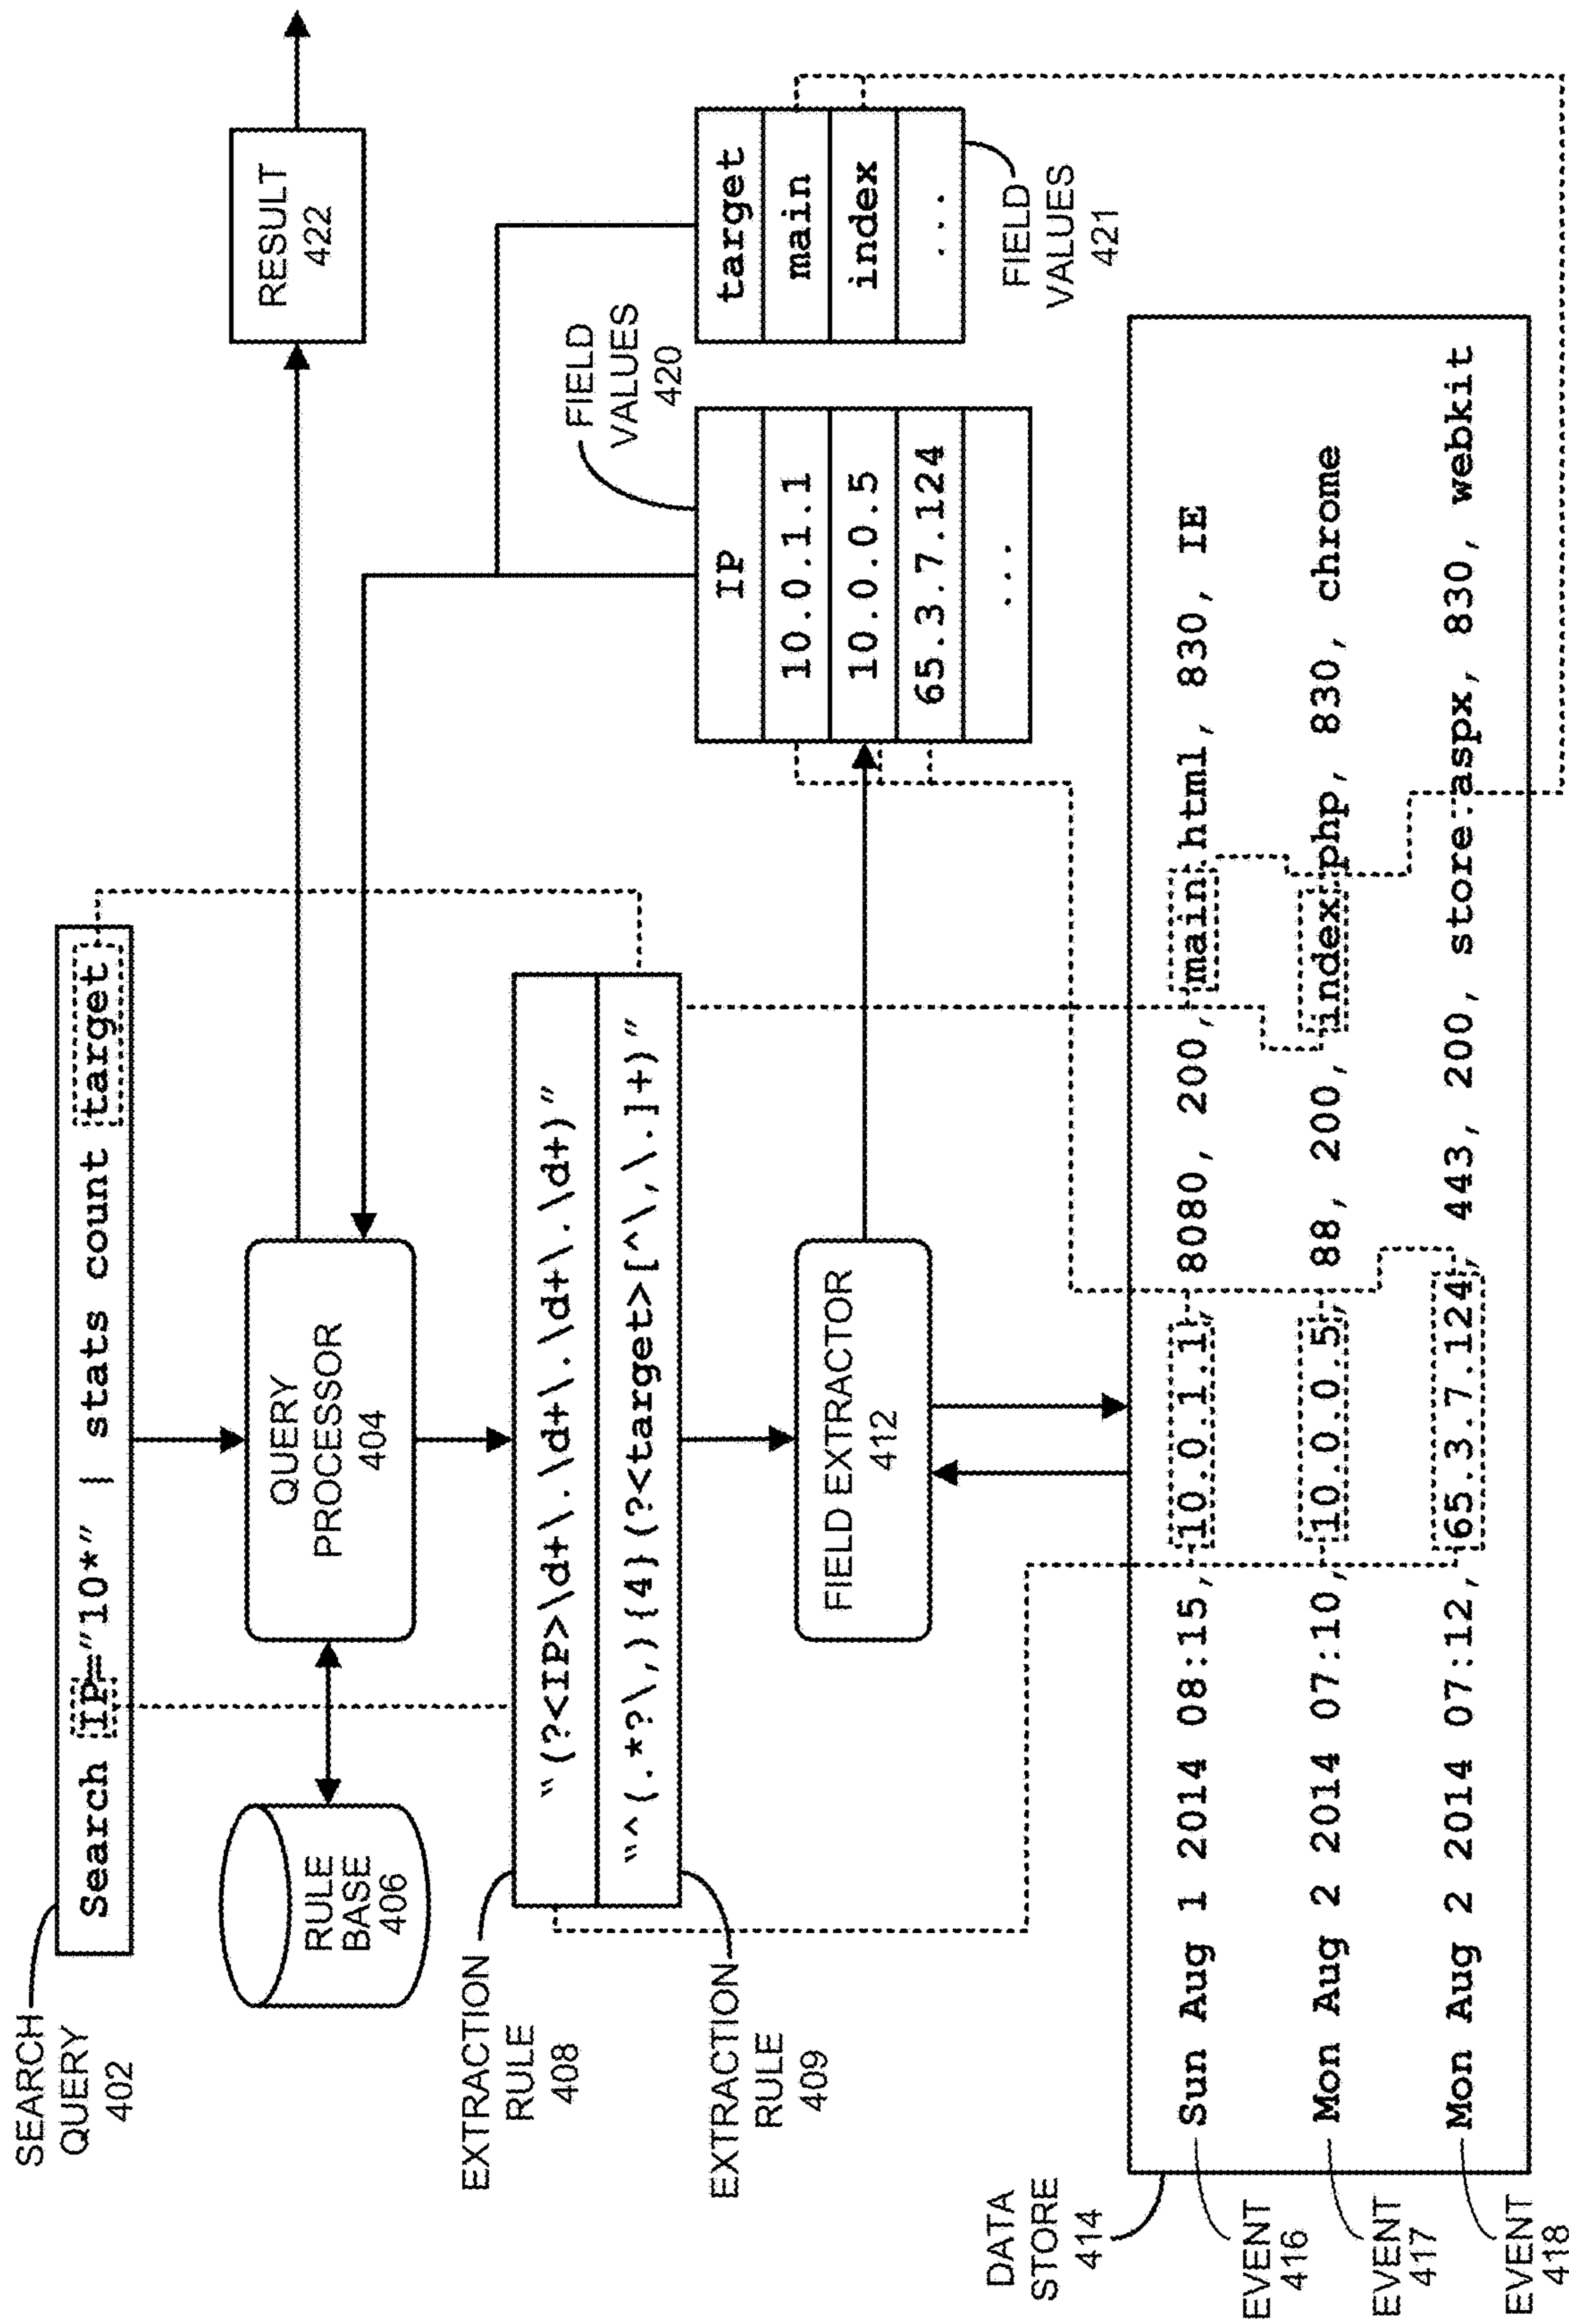 SEARCH
QUERY
402
Search IP="10*" | stats count target
RULE
BASE
406
QUERY
PROCESSOR
404
RESULT
422
EXTRACTION
RULE
408
"(?<IP>\d+\.\d+\.\d+\.\d+)"
EXTRACTION
RULE
409
"^(.*?\,){4}(?<target>[^\,\.]+)"
FIELD EXTRACTOR
412
FIELD
VALUES
420
IP
10.0.1.1
10.0.0.5
65.3.7.124
...
target
main
index
...
FIELD
VALUES
421
DATA
STORE
414
EVENT
416
Sun Aug 1 2014 08:15, 10.0.1.1, 8080, 200, main.html, 830, IE
EVENT
417
Mon Aug 2 2014 07:10, 10.0.0.5, 88, 200, index.php, 830, chrome
EVENT
418
Mon Aug 2 2014 07:12, 65.3.7.124, 443, 200, store.aspx, 830, webkit